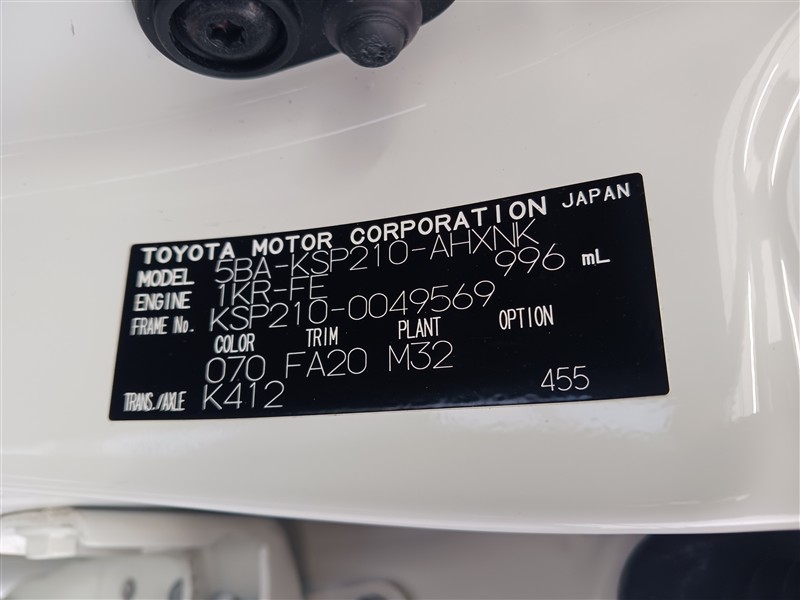 TOYOTA MOTOR CORPORATION JAPAN
MODEL 5BA-KSP210-AHXNK
ENGINE 1KR-FE 996 mL
FRAME No. KSP210-0049569
COLOR TRIM PLANT OPTION
070 FA20 M32
TRANS./AXLE K412 455